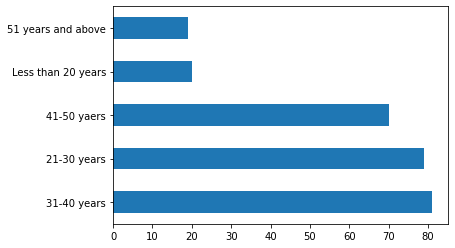 51 years and above
Less than 20 years
41-50 yaers
21-30 years
31-40 years
0 10 20 30 40 50 60 70 80